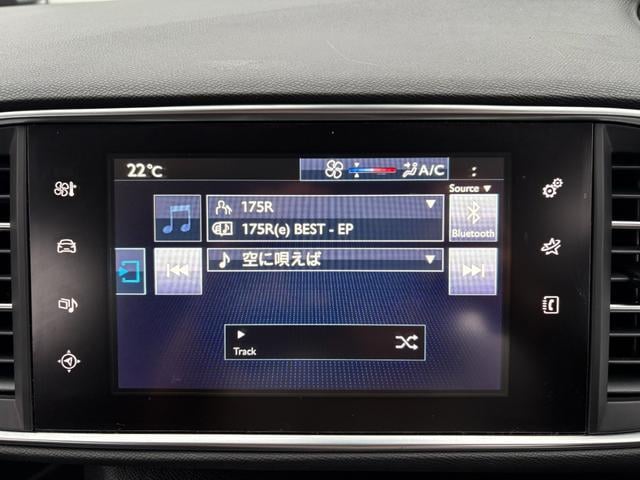 22°C
A/C
Source ▼
175R
175R(e) BEST - EP
Bluetooth
空に唄えば
Track